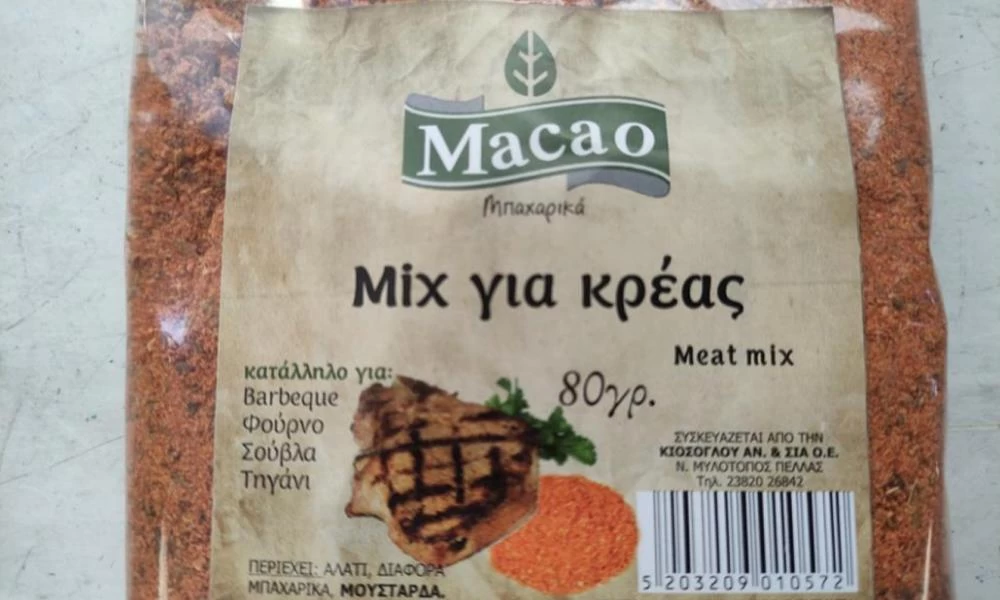 Macao
Μπαχαρικά
Mix για κρέας
Meat mix
80γρ.
κατάλληλο για:
Barbeque
Φούρνο
Σούβλα
Τηγάνι
ΣΥΣΚΕΥΑΖΕΤΑΙ ΑΠΟ ΤΗΝ
ΚΙΟΣΟΓΛΟΥ ΑΝ. & ΣΙΑ Ο.Ε.
Ν. ΜΥΛΟΤΟΠΟΣ ΠΕΛΛΑΣ
Τηλ. 23820 26842
ΠΕΡΙΕΧΕΙ: ΑΛΑΤΙ, ΔΙΑΦΟΡΑ
ΜΠΑΧΑΡΙΚΑ, ΜΟΥΣΤΑΡΔΑ.
5 203209 010572